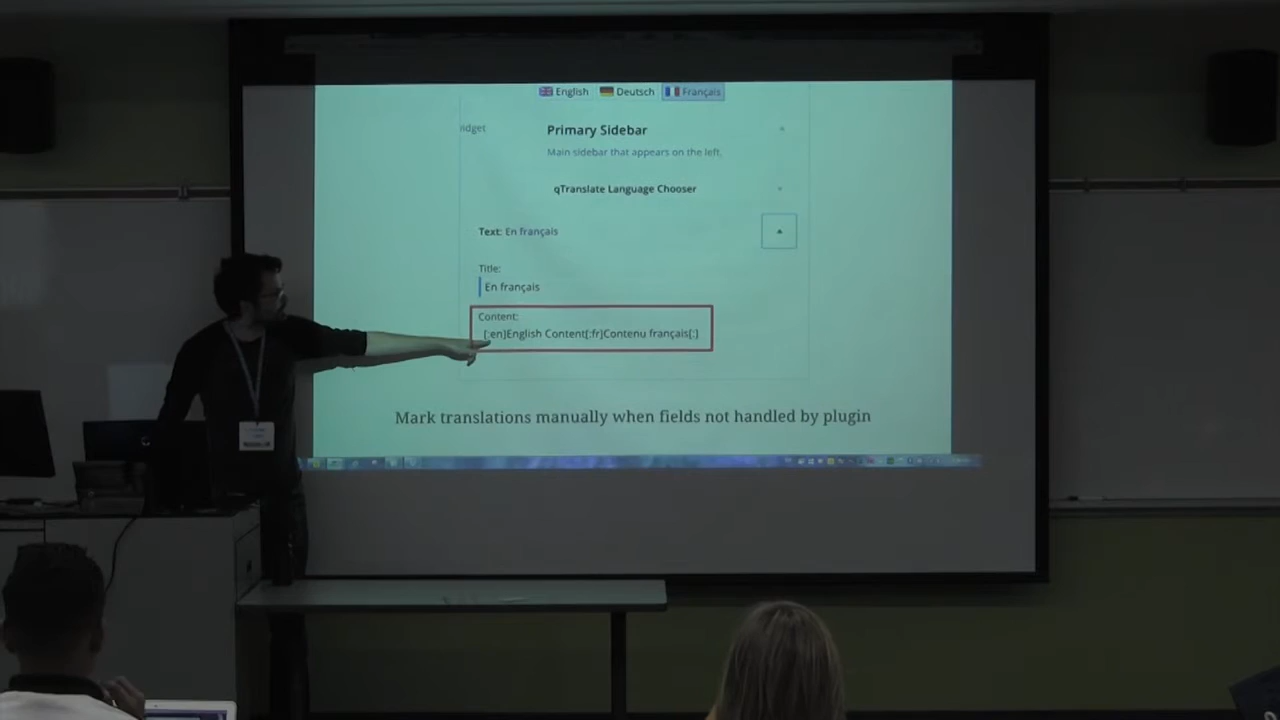 English Deutsch Français
idget
Primary Sidebar
Main sidebar that appears on the left.
qTranslate Language Chooser
Text: En français
Title:
En français
Content:
[:en]English Content[:fr]Contenu français[:]
Mark translations manually when fields not handled by plugin